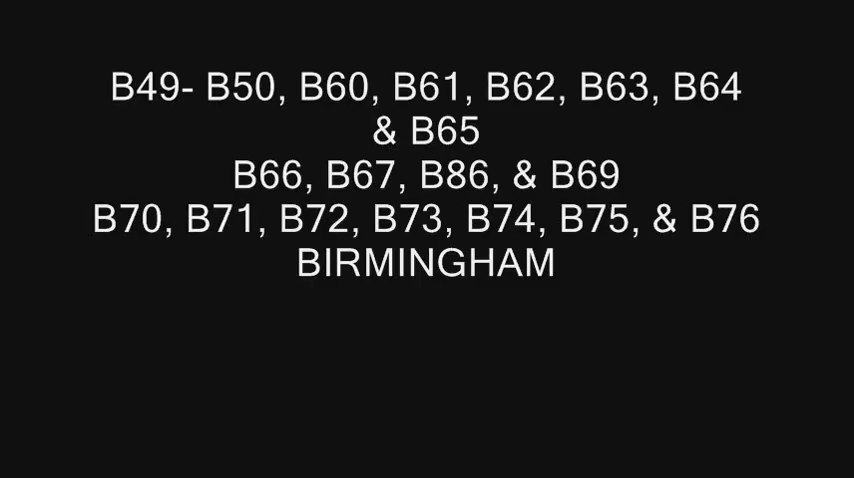 B49- B50, B60, B61, B62, B63, B64
& B65
B66, B67, B86, & B69
B70, B71, B72, B73, B74, B75, & B76
BIRMINGHAM